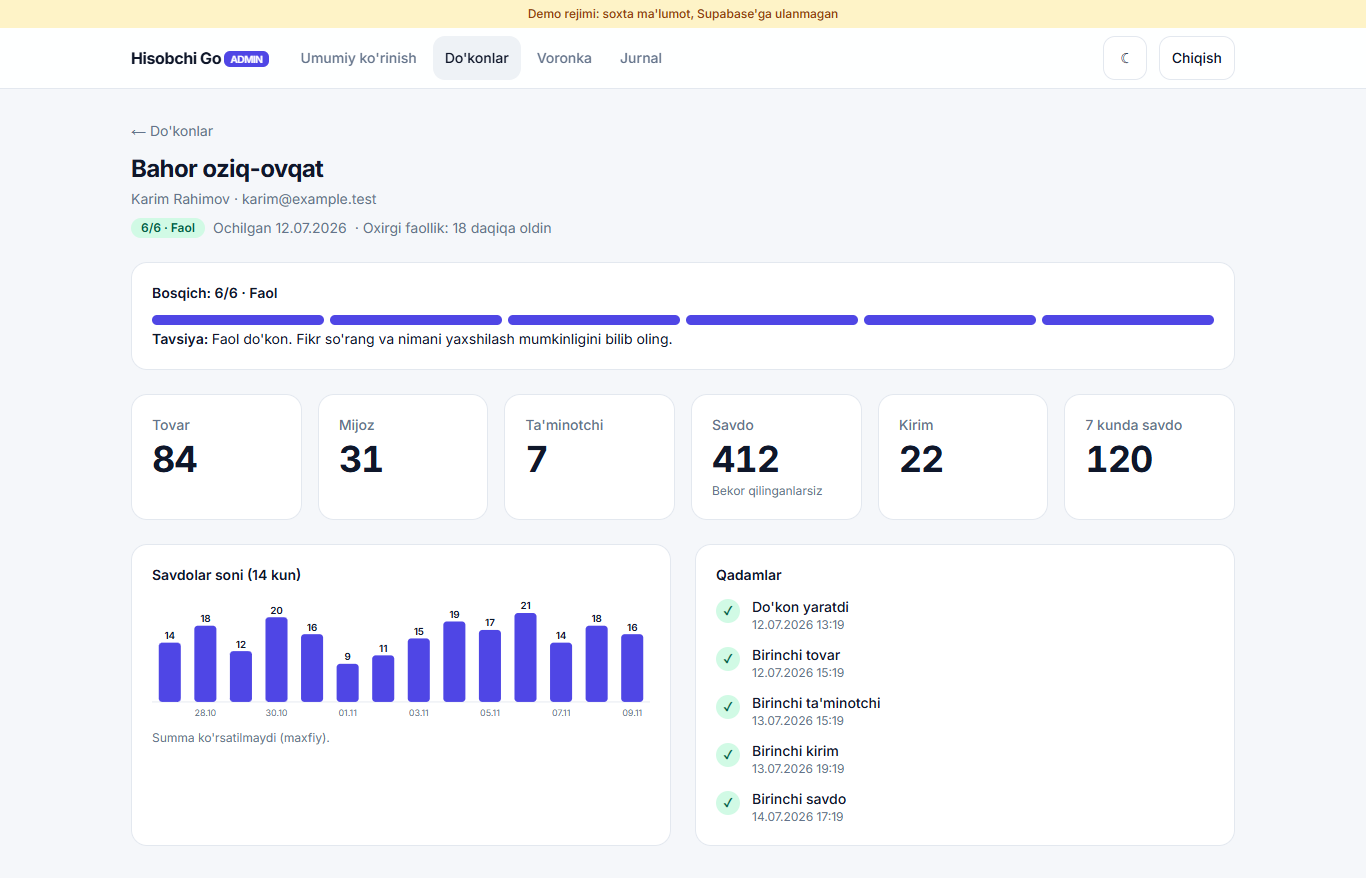 Demo rejimi: soxta ma'lumot, Supabase'ga ulanmagan
Hisobchi Go ADMIN
Umumiy ko'rinish
Do'konlar
Voronka
Jurnal
Chiqish
← Do'konlar
Bahor oziq-ovqat
Karim Rahimov · karim@example.test
6/6 · Faol Ochilgan 12.07.2026 · Oxirgi faollik: 18 daqiqa oldin
Bosqich: 6/6 · Faol
Tavsiya: Faol do'kon. Fikr so'rang va nimani yaxshilash mumkinligini bilib oling.
Tovar
84
Mijoz
31
Ta'minotchi
7
Savdo
412
Bekor qilinganlarsiz
Kirim
22
7 kunda savdo
120
Savdolar soni (14 kun)
14 18 12 20 16 9 11 15 19 17 21 14 18 16
28.10 30.10 01.11 03.11 05.11 07.11 09.11
Summa ko'rsatilmaydi (maxfiy).
Qadamlar
✓ Do'kon yaratdi
12.07.2026 13:19
✓ Birinchi tovar
12.07.2026 15:19
✓ Birinchi ta'minotchi
13.07.2026 15:19
✓ Birinchi kirim
13.07.2026 19:19
✓ Birinchi savdo
14.07.2026 17:19